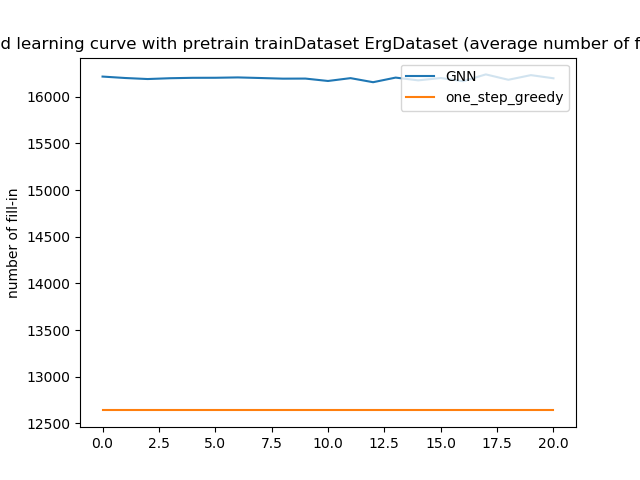 d learning curve with pretrain trainDataset ErgDataset (average number of f
GNN
one_step_greedy
number of fill-in
16000
15500
15000
14500
14000
13500
13000
12500
0.0 2.5 5.0 7.5 10.0 12.5 15.0 17.5 20.0